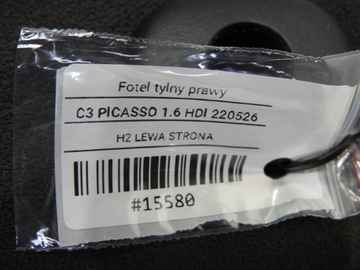 Fotel tylny prawy
C3 PICASSO 1.6 HDI 220526
H2 LEWA STRONA
#15580